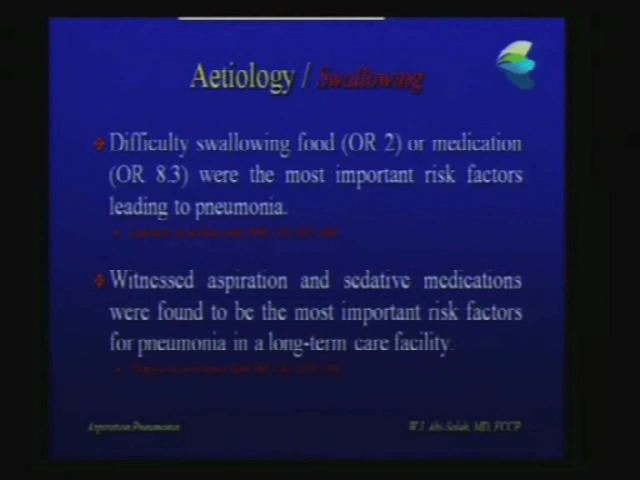 Aetiology / Swallowing
Difficulty swallowing food (OR 2) or medication
(OR 8.3) were the most important risk factors
leading to pneumonia.
Witnessed aspiration and sedative medications
were found to be the most important risk factors
for pneumonia in a long-term care facility.
Aspiration Pneumonia
MD, FCCP